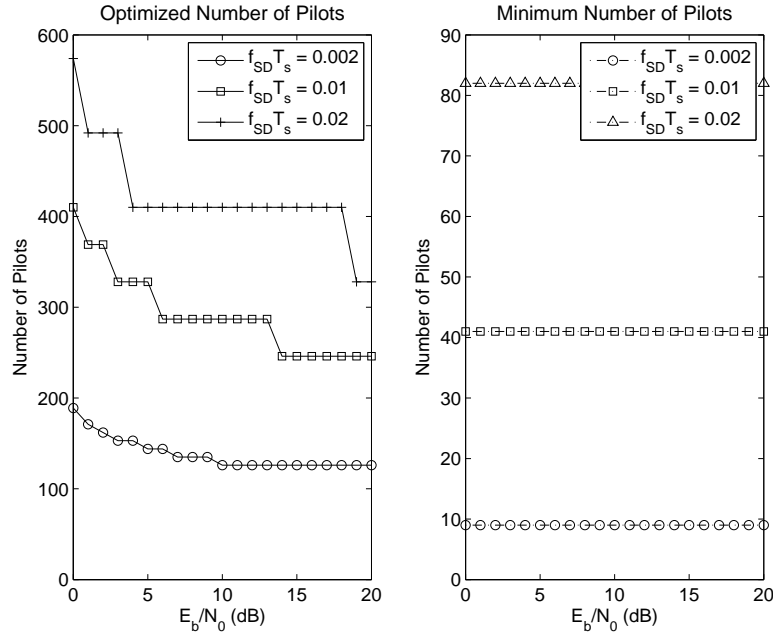 Optimized Number of Pilots
600
500
400
300
200
100
0
Number of Pilots
0 5 10 15 20
E_b/N_0 (dB)
f_SD T_s = 0.002
f_SD T_s = 0.01
f_SD T_s = 0.02
Minimum Number of Pilots
90
80
70
60
50
40
30
20
10
0
Number of Pilots
0 5 10 15 20
E_b/N_0 (dB)
f_SD T_s = 0.002
f_SD T_s = 0.01
f_SD T_s = 0.02